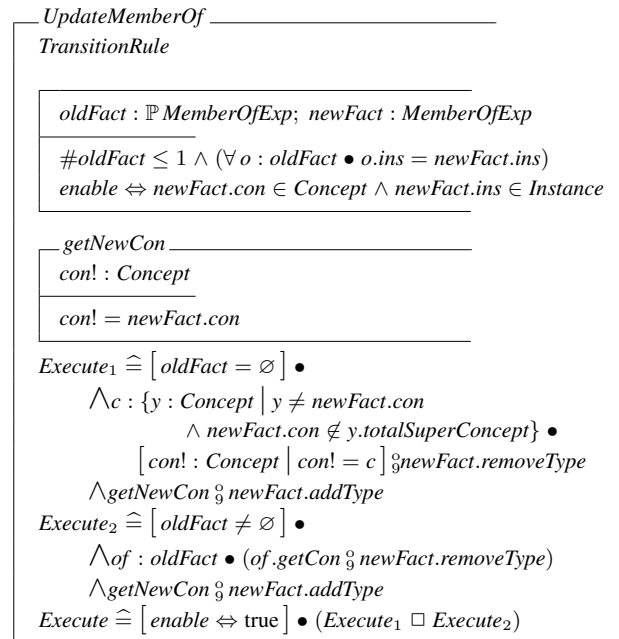 UpdateMemberOf
TransitionRule
oldFact : ℙ MemberOfExp; newFact : MemberOfExp
#oldFact ≤ 1 ∧ (∀ o : oldFact • o.ins = newFact.ins)
enable ⇔ newFact.con ∈ Concept ∧ newFact.ins ∈ Instance
getNewCon
con! : Concept
con! = newFact.con
Execute₁ ≙ [ oldFact = ∅ ] •
⋀c : {y : Concept | y ≠ newFact.con
∧ newFact.con ∉ y.totalSuperConcept} •
[ con! : Concept | con! = c ] ⨟ newFact.removeType
⋀getNewCon ⨟ newFact.addType
Execute₂ ≙ [ oldFact ≠ ∅ ] •
⋀of : oldFact • (of.getCon ⨟ newFact.removeType)
⋀getNewCon ⨟ newFact.addType
Execute ≙ [ enable ⇔ true ] • (Execute₁ □ Execute₂)